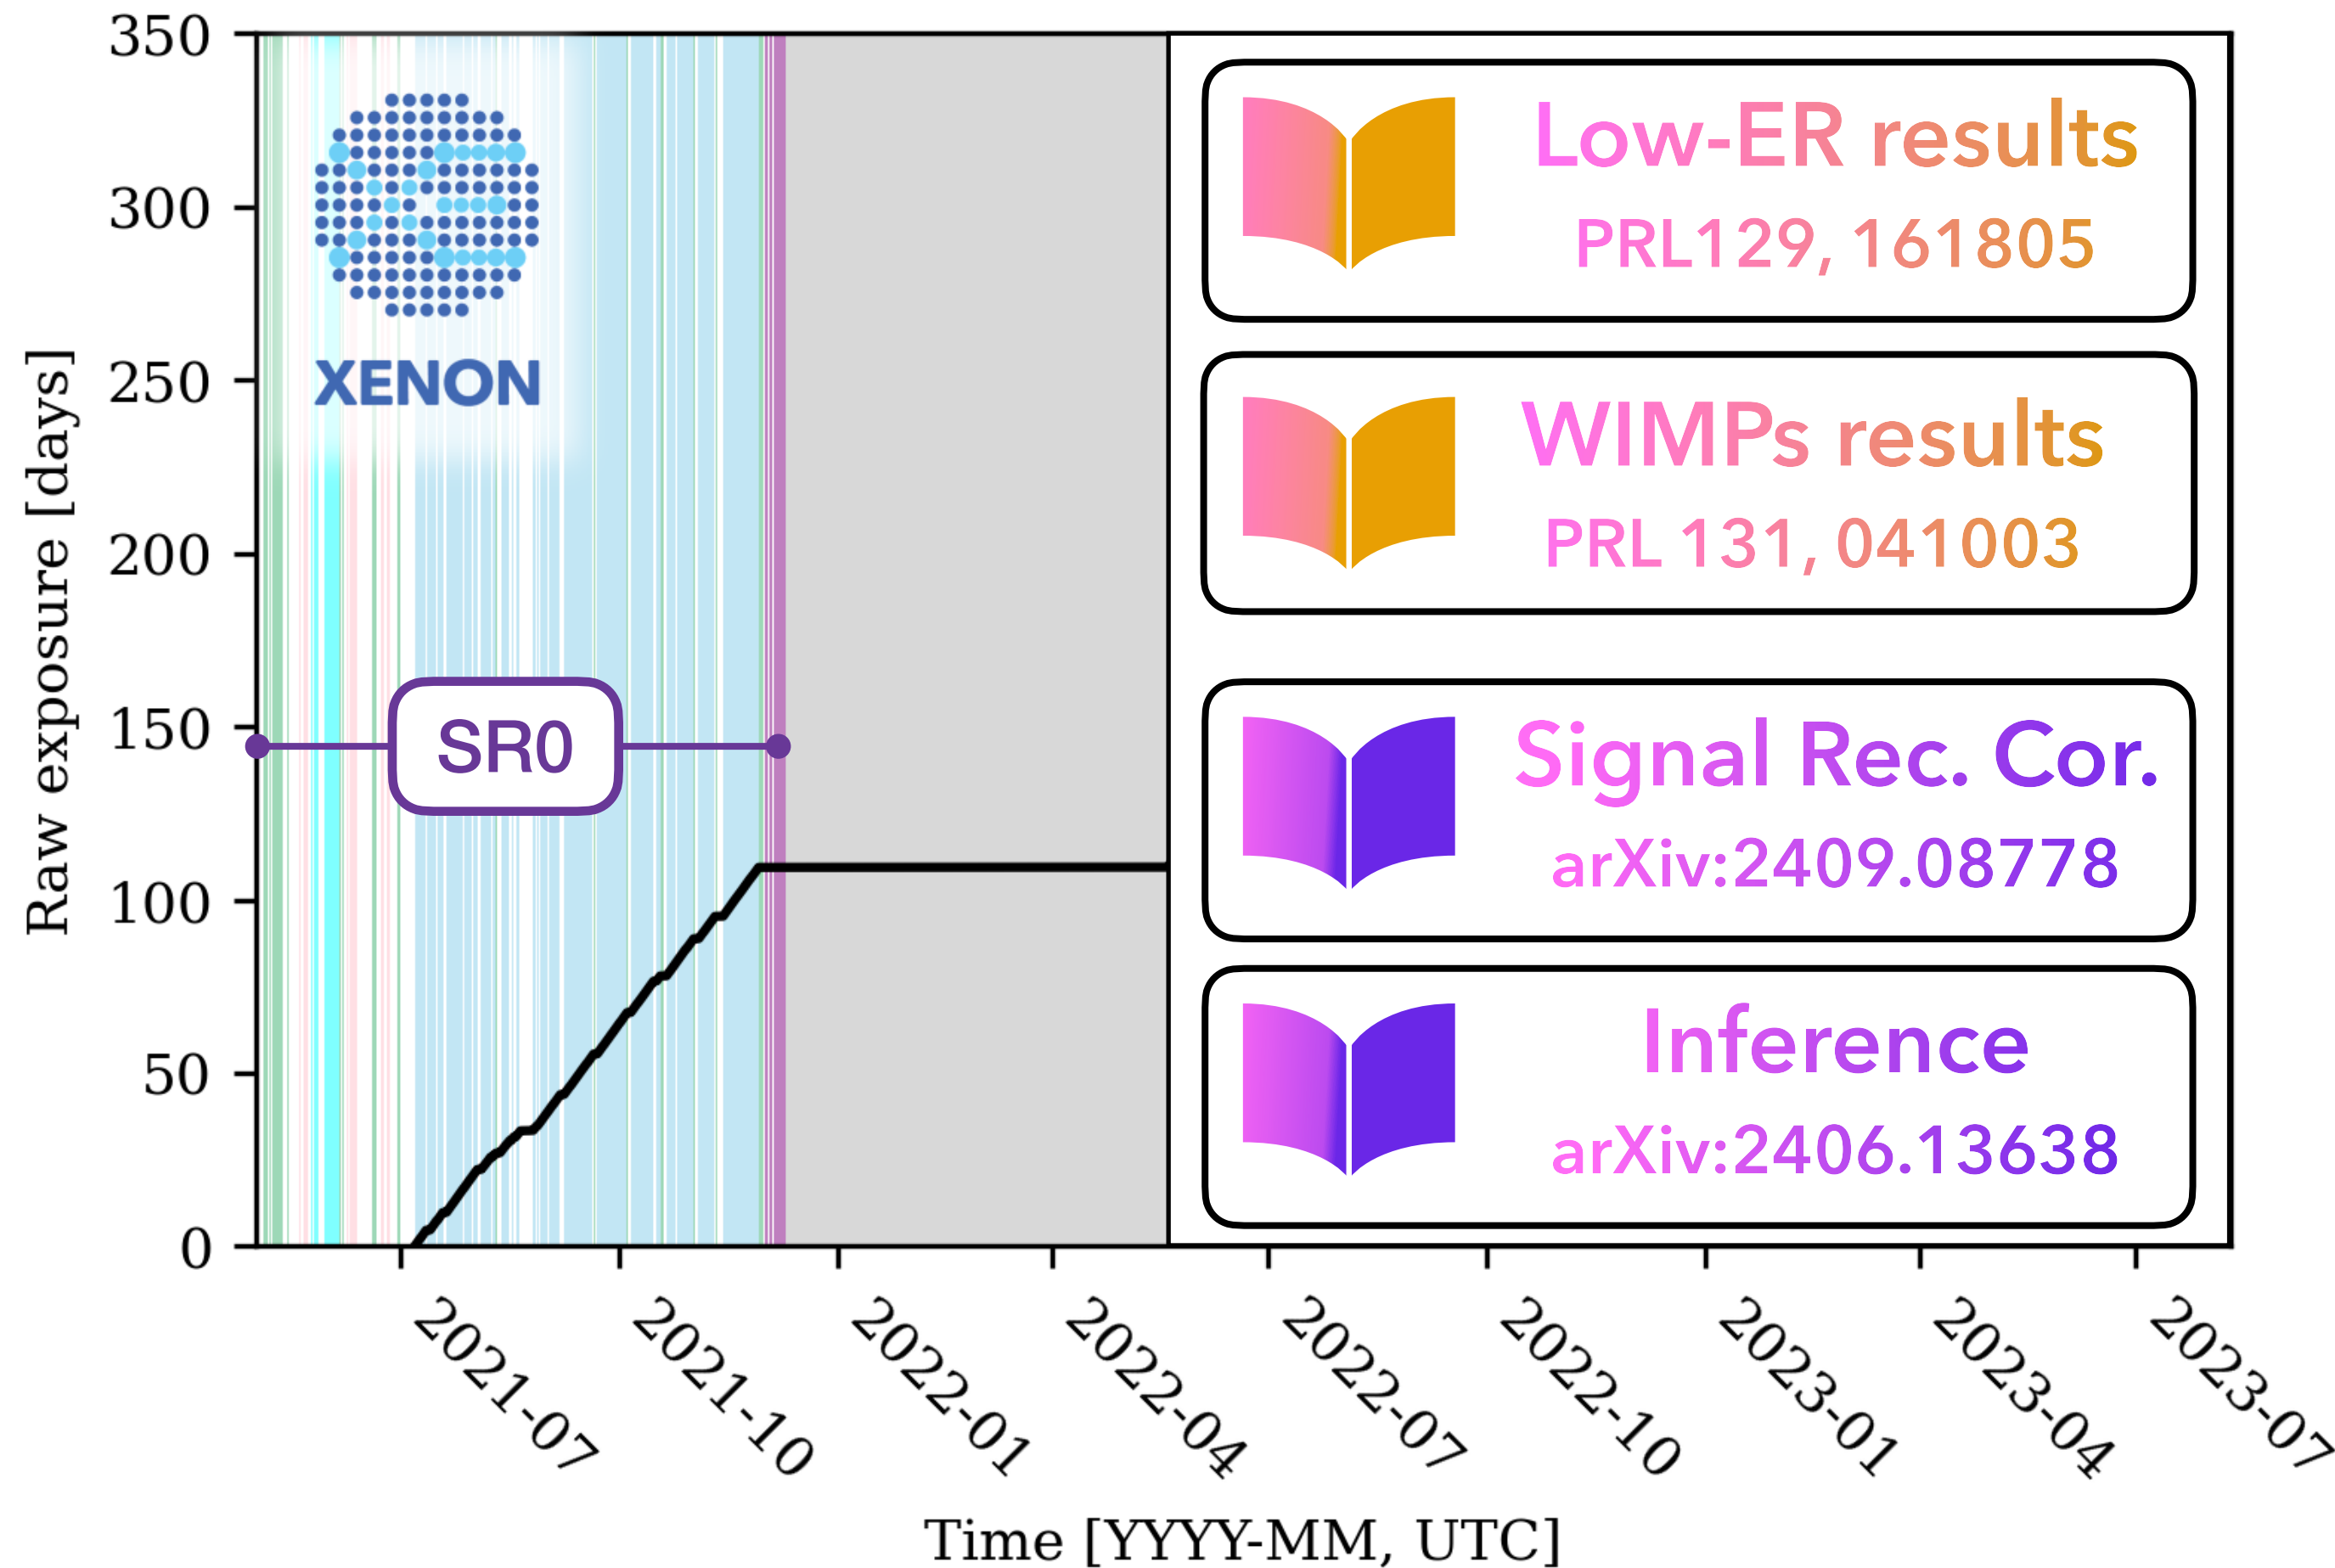 350
300
250
200
150
100
50
0
Raw exposure [days]
XENON
SR0
Low-ER results
PRL129, 161805
WIMPs results
PRL 131, 041003
Signal Rec. Cor.
arXiv:2409.08778
Inference
arXiv:2406.13638
2021-07
2021-10
2022-01
2022-04
2022-07
2022-10
2023-01
2023-04
2023-07
Time [YYYY-MM, UTC]